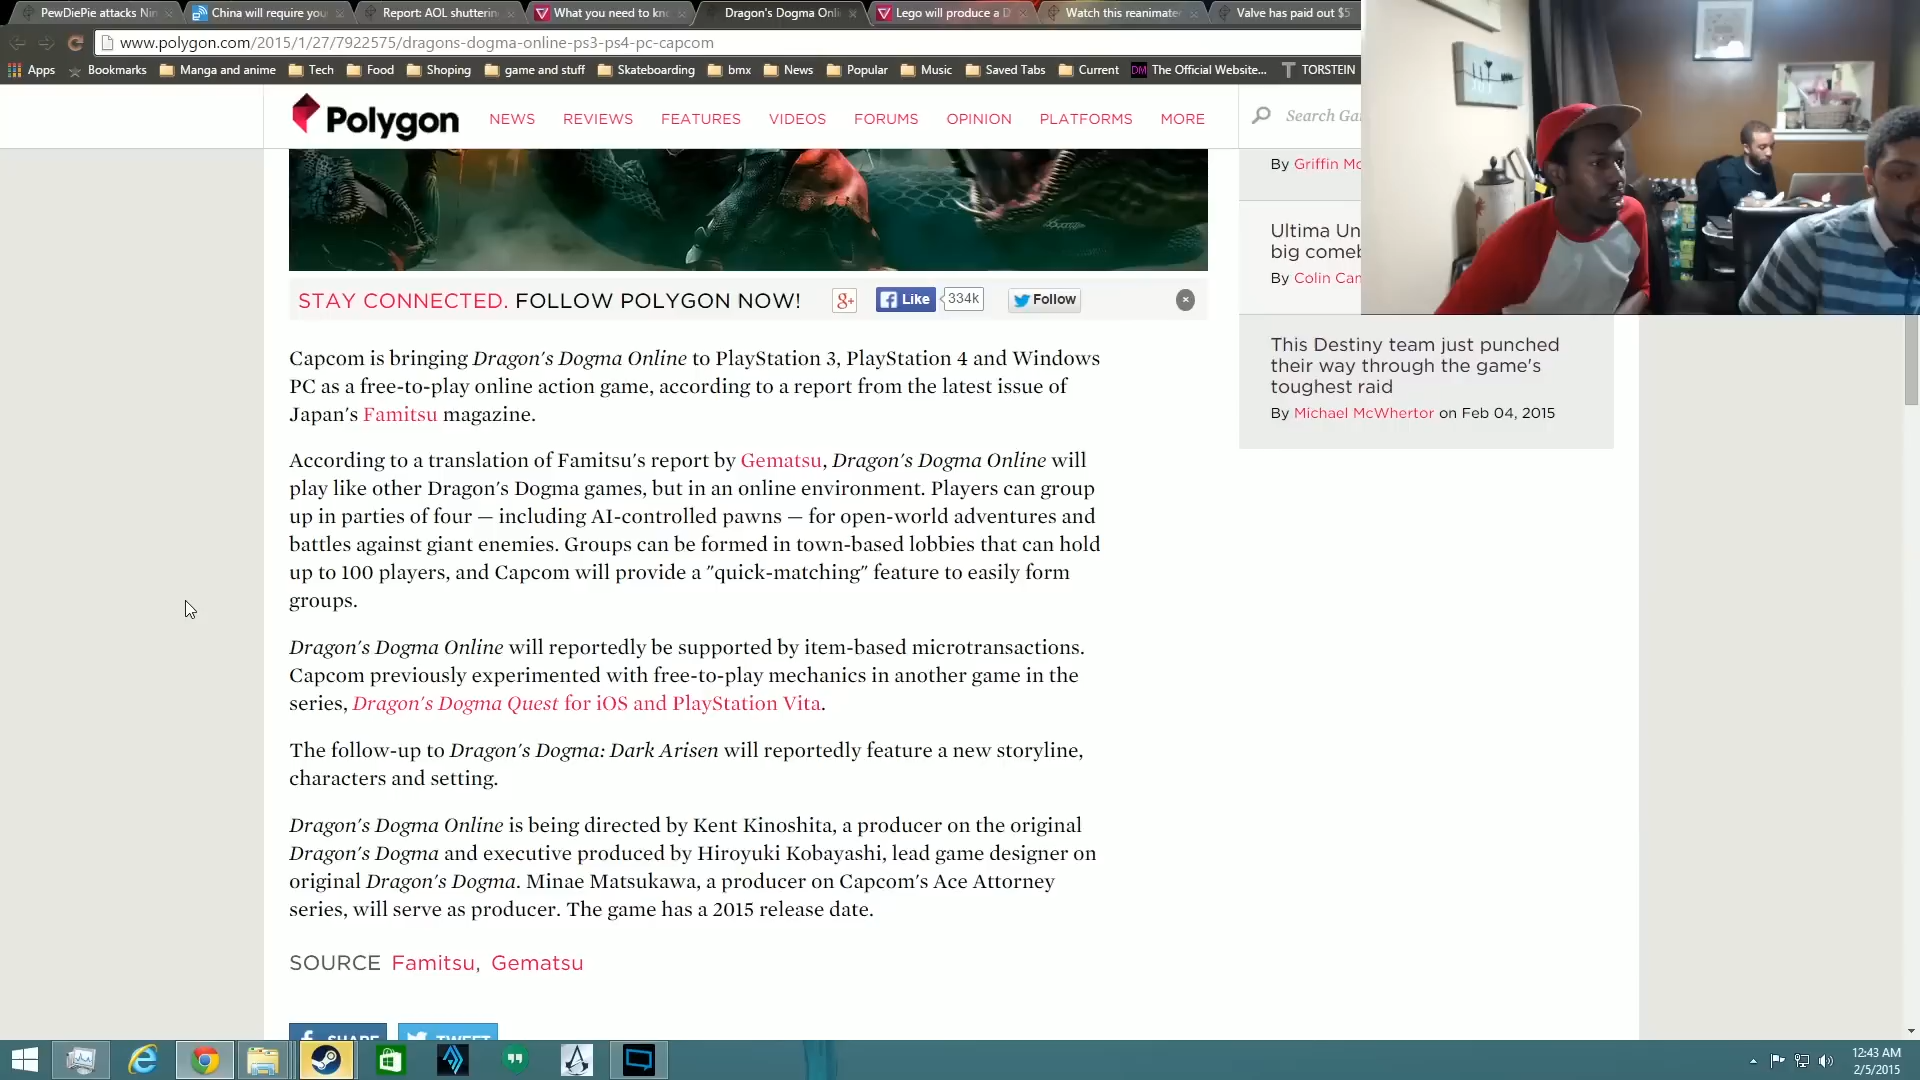 PewDiePie attacks Nin
China will require you
Report: AOL shutterin
What you need to kn
Dragon's Dogma Onli
Lego will produce a D
Watch this reanimate
Valve has paid out $5
www.polygon.com/2015/1/27/7922575/dragons-dogma-online-ps3-ps4-pc-capcom
Apps
Bookmarks
Manga and anime
Tech
Food
Shoping
game and stuff
Skateboarding
bmx
News
Popular
Music
Saved Tabs
Current
DM The Official Website...
TORSTEIN
Polygon
NEWS REVIEWS FEATURES VIDEOS FORUMS OPINION PLATFORMS MORE
Search Ga
By Griffin Mc
Ultima Un
big comeb
By Colin Can
This Destiny team just punched
their way through the game's
toughest raid
By Michael McWhertor on Feb 04, 2015
STAY CONNECTED. FOLLOW POLYGON NOW!
g+
Like
334k
Follow
Capcom is bringing Dragon's Dogma Online to PlayStation 3, PlayStation 4 and Windows
PC as a free-to-play online action game, according to a report from the latest issue of
Japan's Famitsu magazine.
According to a translation of Famitsu's report by Gematsu, Dragon's Dogma Online will
play like other Dragon's Dogma games, but in an online environment. Players can group
up in parties of four — including AI-controlled pawns — for open-world adventures and
battles against giant enemies. Groups can be formed in town-based lobbies that can hold
up to 100 players, and Capcom will provide a "quick-matching" feature to easily form
groups.
Dragon's Dogma Online will reportedly be supported by item-based microtransactions.
Capcom previously experimented with free-to-play mechanics in another game in the
series, Dragon's Dogma Quest for iOS and PlayStation Vita.
The follow-up to Dragon's Dogma: Dark Arisen will reportedly feature a new storyline,
characters and setting.
Dragon's Dogma Online is being directed by Kent Kinoshita, a producer on the original
Dragon's Dogma and executive produced by Hiroyuki Kobayashi, lead game designer on
original Dragon's Dogma. Minae Matsukawa, a producer on Capcom's Ace Attorney
series, will serve as producer. The game has a 2015 release date.
SOURCE Famitsu, Gematsu
SHARE
TWEET
12:43 AM
2/5/2015